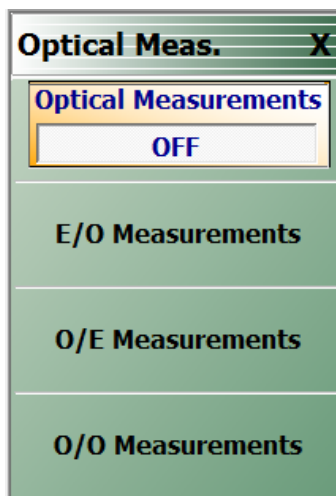 Optical Meas. X
Optical Measurements
OFF
E/O Measurements
O/E Measurements
O/O Measurements